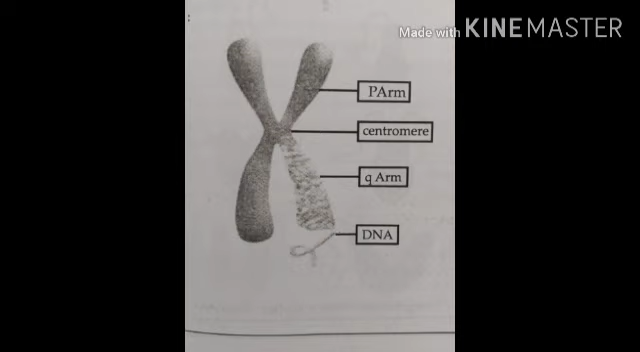 Made with KINEMASTER
PArm
centromere
q Arm
DNA